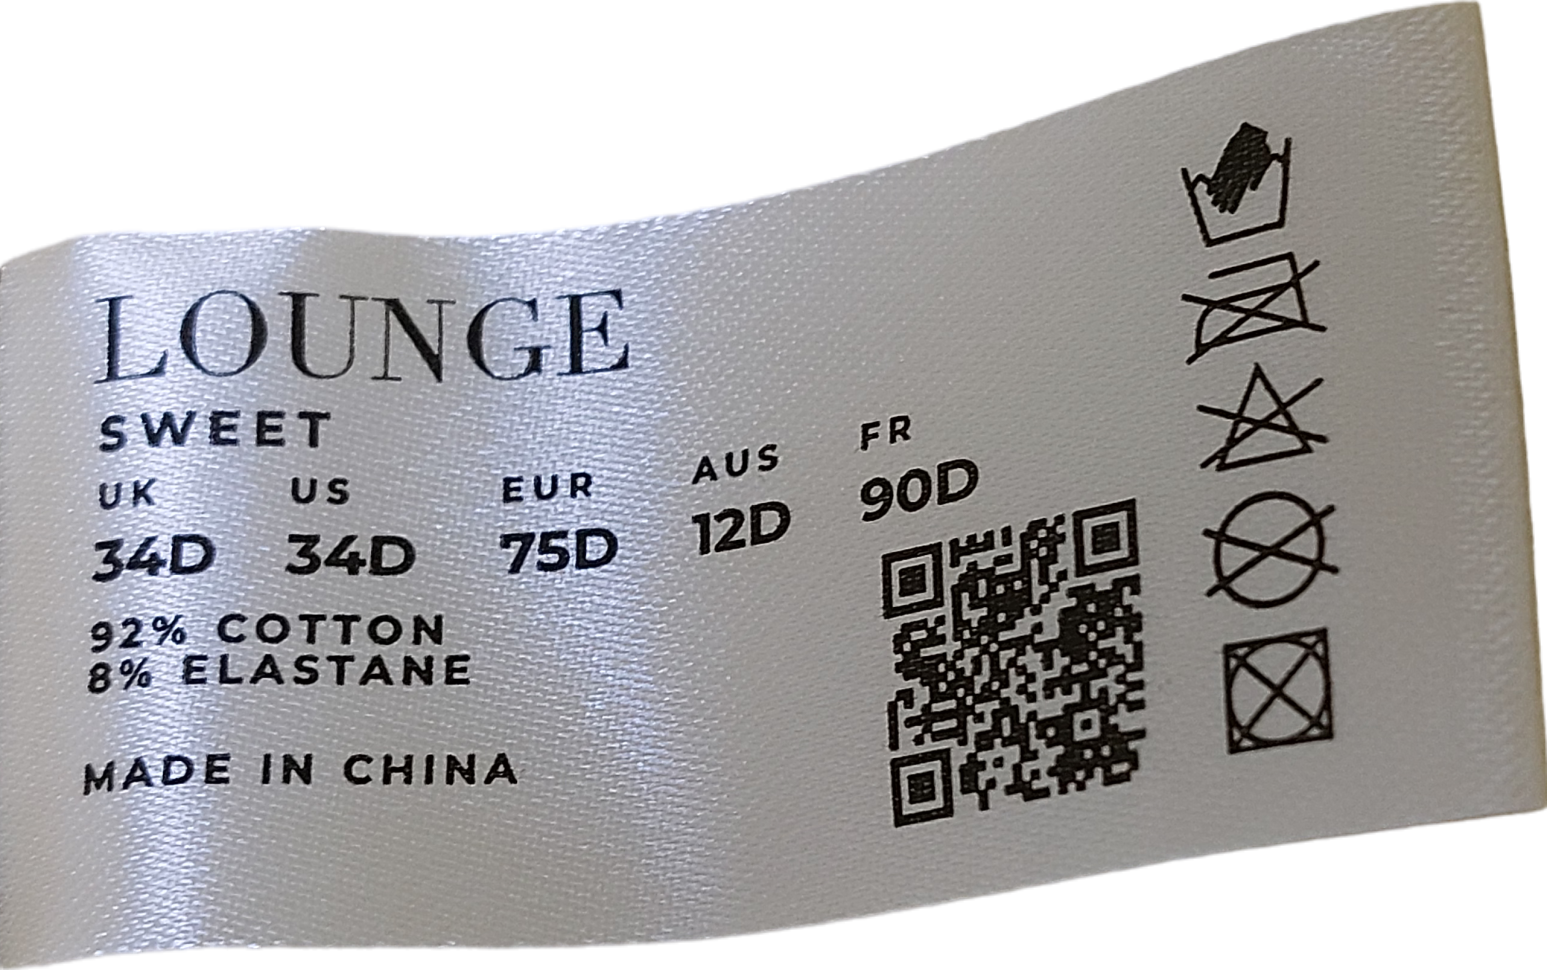 LOUNGE
SWEET
UK US EUR AUS FR
34D 34D 75D 12D 90D
92% COTTON
8% ELASTANE
MADE IN CHINA